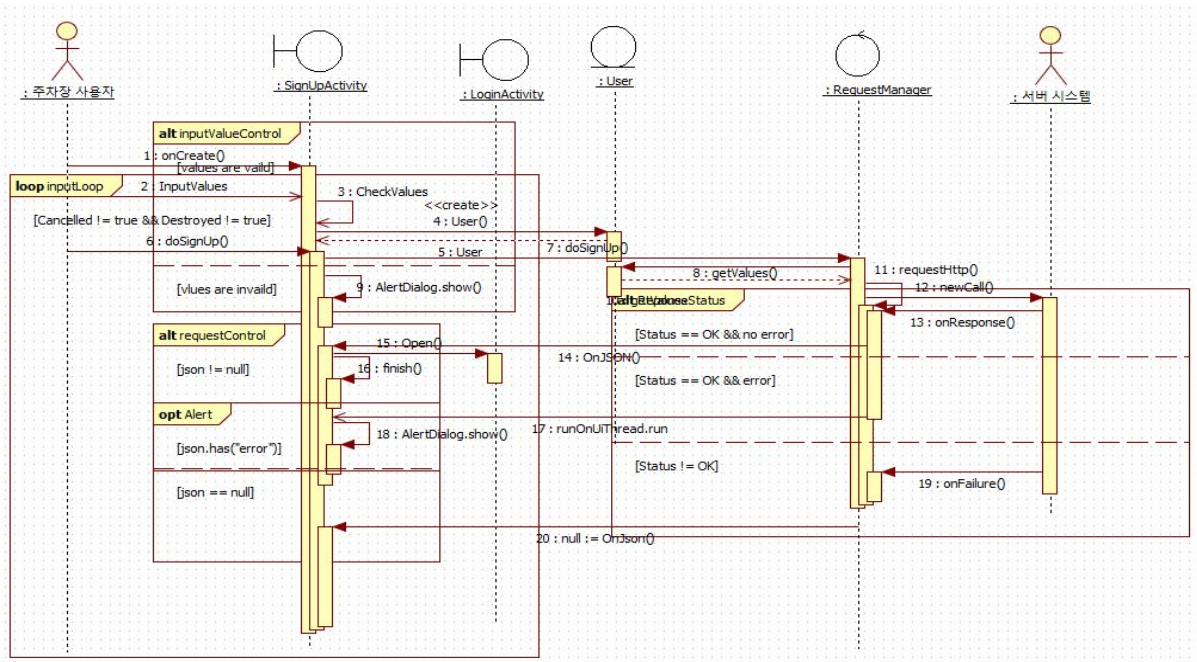 : 주차장 사용자
: SignUpActivity
: LoginActivity
: User
: RequestManager
: 서버 시스템
alt inputValueControl
1 : onCreate()
[values are vaild]
loop inputLoop
2 : InputValues
3 : CheckValues
<<create>>
4 : User()
[Cancelled != true && Destroyed != true]
6 : doSignUp()
7 : doSignUp()
5 : User
8 : getValues()
11 : requestHttp()
12 : newCall()
[vlues are invaild]
9 : AlertDialog.show()
13 : onResponse()
alt requestControl
[Status == OK && no error]
15 : Open()
14 : OnJSON()
[json != null]
16 : finish()
[Status == OK && error]
opt Alert
17 : runOnUiThread.run
18 : AlertDialog.show()
[json.has("error")]
[Status != OK]
19 : onFailure()
[json == null]
20 : null := OnJson()